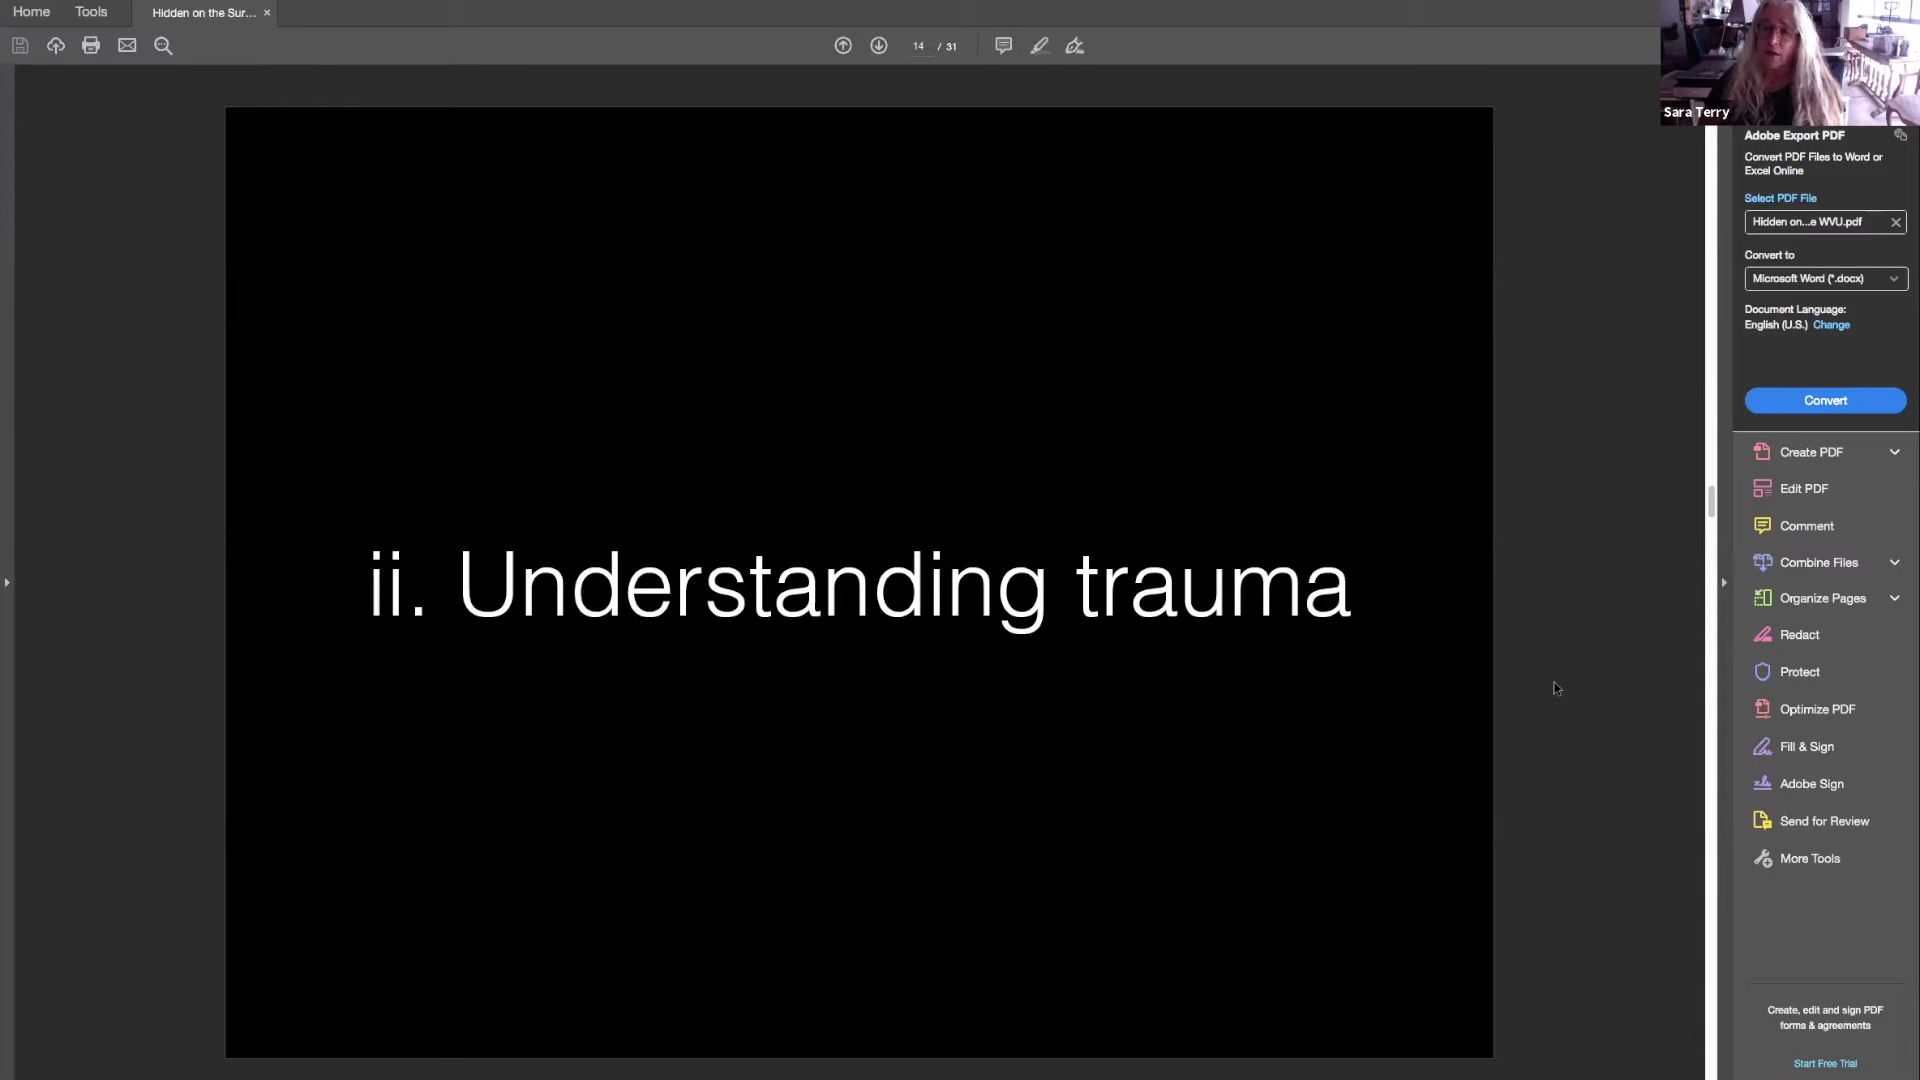 Home
Tools
Hidden on the Sur...
14 / 31
Sara Terry
ii. Understanding trauma
Adobe Export PDF
Convert PDF Files to Word or
Excel Online
Select PDF File
Hidden on...e WVU.pdf
Convert to
Microsoft Word (*.docx)
Document Language:
English (U.S.) Change
Convert
Create PDF
Edit PDF
Comment
Combine Files
Organize Pages
Redact
Protect
Optimize PDF
Fill & Sign
Adobe Sign
Send for Review
More Tools
Create, edit and sign PDF
forms & agreements
Start Free Trial